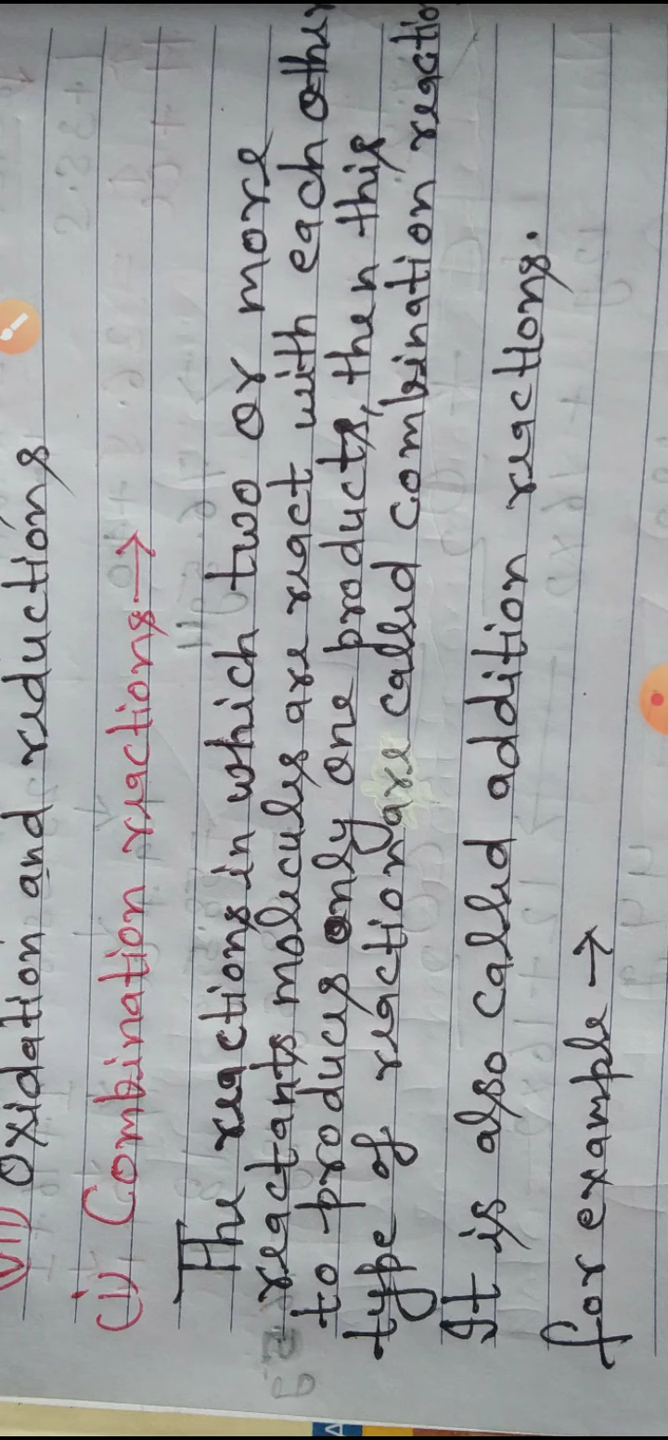 (VII) Oxidation and reductions
(i) Combination reactions→
The reactions in which two or more
reactants molecules are react with each other
to produces only one products, then this
type of reaction are called combination reaction
It is also called addition reactions.
for example →